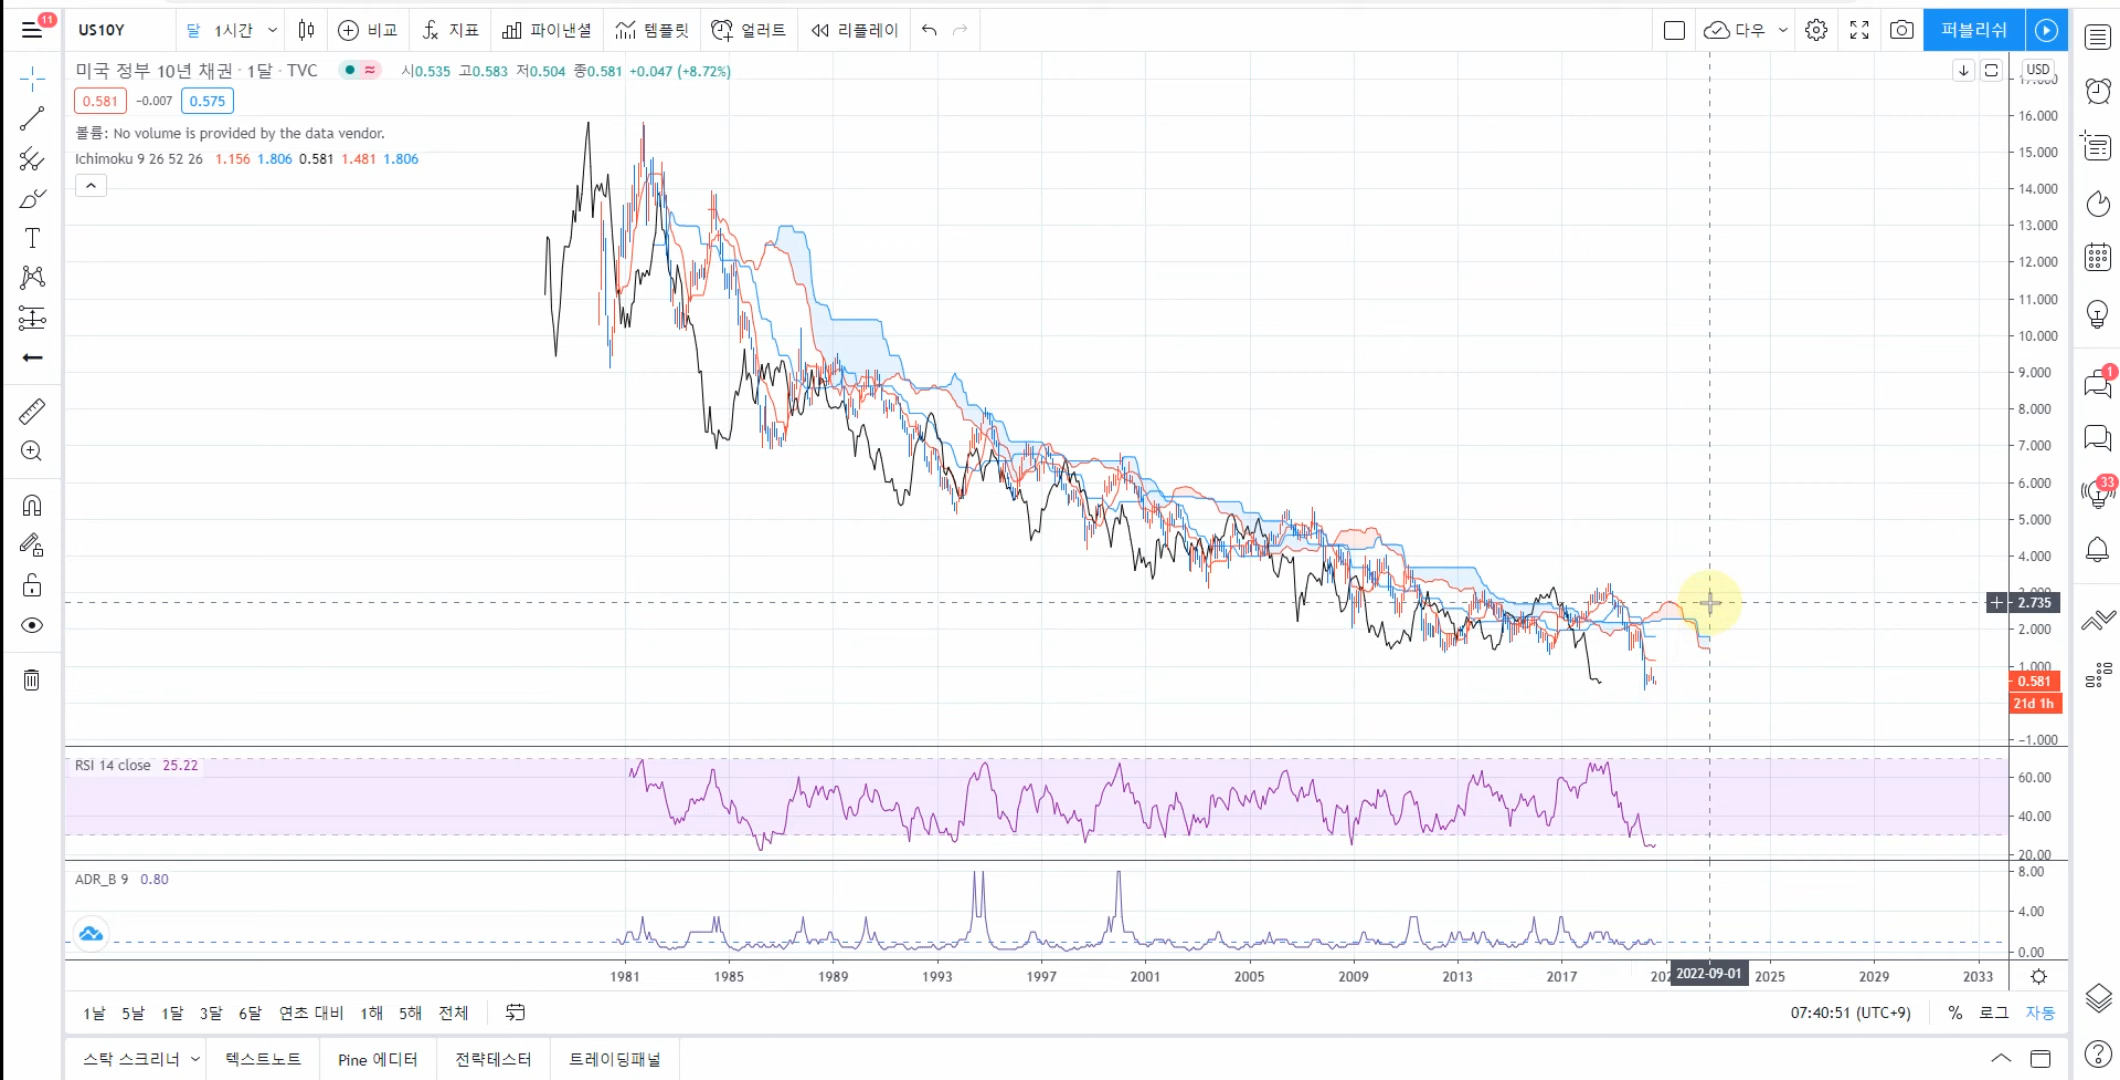 11
US10Y
달 1시간 비교 지표 파이낸셜 템플릿 얼러트 리플레이 다우 퍼블리쉬
미국 정부 10년 채권 · 1달 · TVC 시0.535 고0.583 저0.504 종0.581 +0.047 (+8.72%)
USD
0.581 -0.007 0.575
볼륨: No volume is provided by the data vendor.
Ichimoku 9 26 52 26 1.156 1.806 0.581 1.481 1.806
16.000
15.000
14.000
13.000
12.000
11.000
10.000
9.000
8.000
7.000
6.000
5.000
4.000
2.735
2.000
1.000
0.581
21d 1h
-1.000
1
33
RSI 14 close 25.22
60.00
40.00
20.00
ADR_B 9 0.80
8.00
4.00
0.00
1981 1985 1989 1993 1997 2001 2005 2009 2013 2017 2022-09-01 2025 2029 2033
1날 5날 1달 3달 6달 연초 대비 1해 5해 전체 07:40:51 (UTC+9) % 로그 자동
스탁 스크리너 텍스트노트 Pine 에디터 전략테스터 트레이딩패널